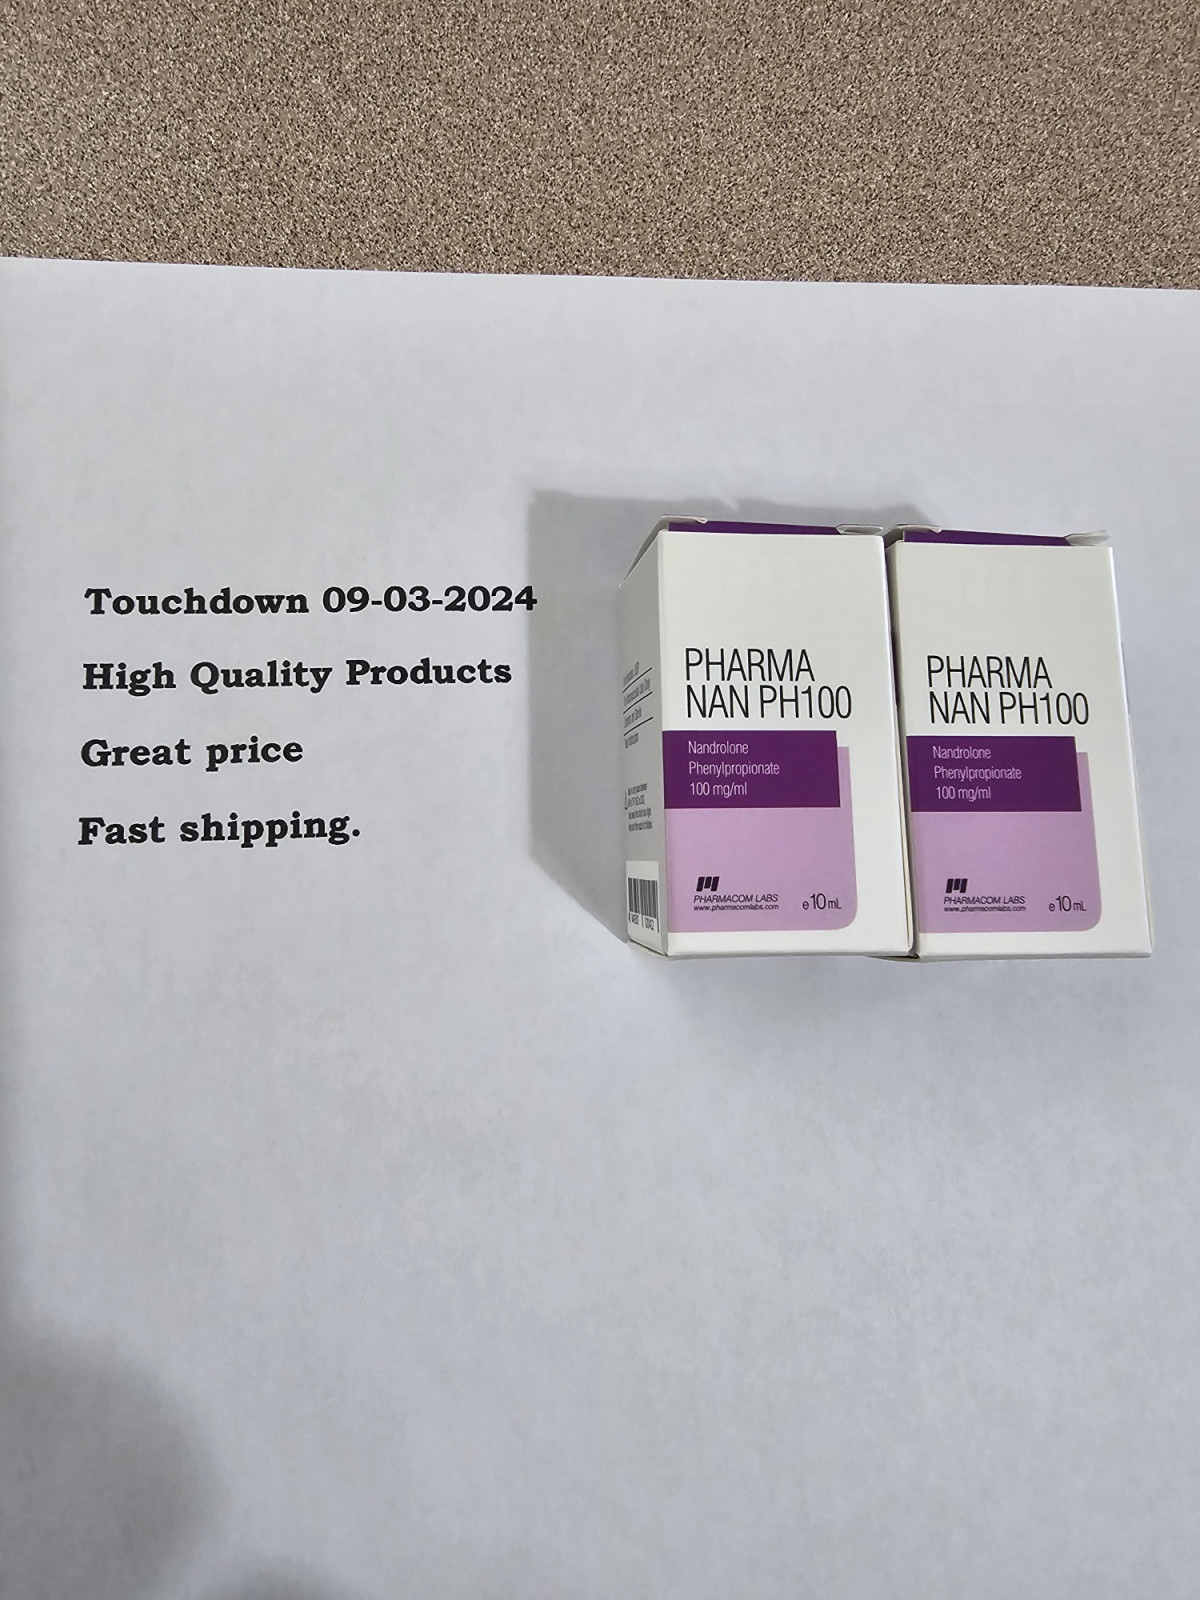 Touchdown 09-03-2024
High Quality Products
Great price
Fast shipping.
PHARMA
NAN PH100
Nandrolone
Phenylpropionate
100 mg/ml
PHARMACOM LABS
www.pharmacomlabs.com
e10 mL
PHARMA
NAN PH100
Nandrolone
Phenylpropionate
100 mg/ml
PHARMACOM LABS
www.pharmacomlabs.com
e10 mL